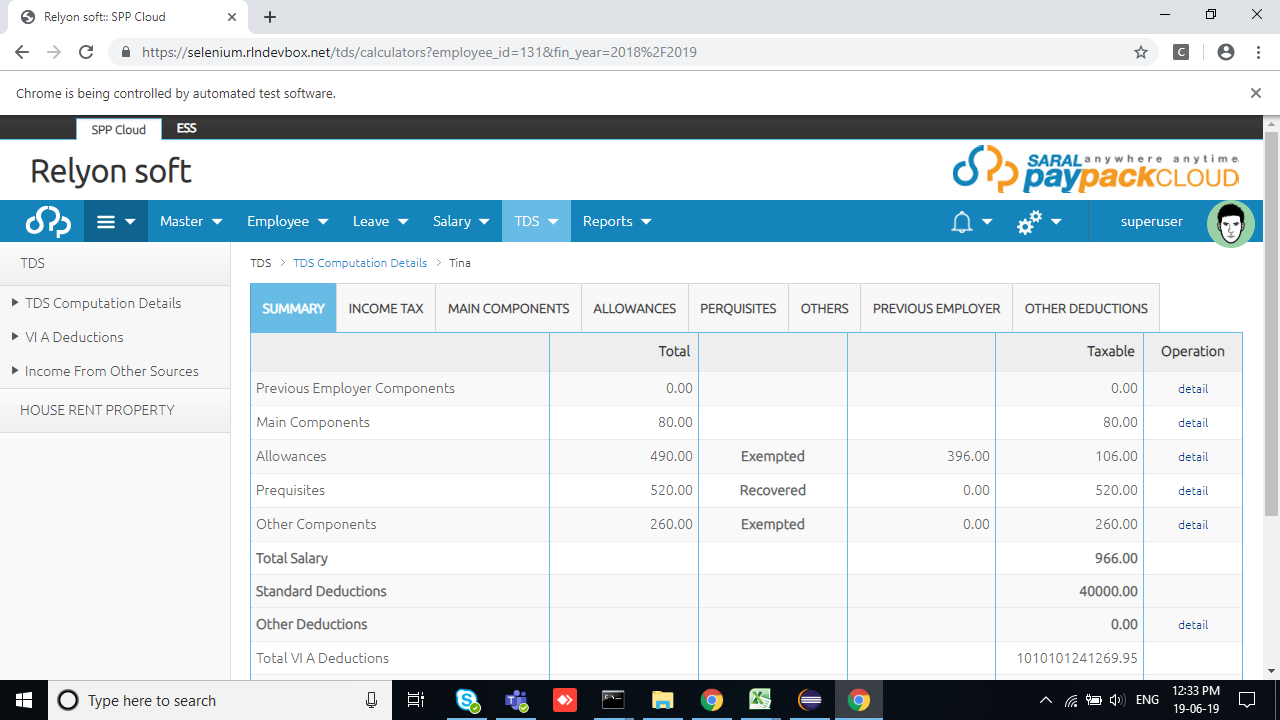 Relyon soft:: SPP Cloud
https://selenium.rlndevbox.net/tds/calculators?employee_id=131&fin_year=2018%2F2019
C
Chrome is being controlled by automated test software.
SPP Cloud ESS
Relyon soft
SARAL anywhere anytime
paypackCLOUD
Master Employee Leave Salary TDS Reports superuser
TDS
TDS Computation Details
VI A Deductions
Income From Other Sources
HOUSE RENT PROPERTY
TDS > TDS Computation Details > Tina
SUMMARY INCOME TAX MAIN COMPONENTS ALLOWANCES PERQUISITES OTHERS PREVIOUS EMPLOYER OTHER DEDUCTIONS
Total Taxable Operation
Previous Employer Components 0.00 0.00 detail
Main Components 80.00 80.00 detail
Allowances 490.00 Exempted 396.00 106.00 detail
Prequisites 520.00 Recovered 0.00 520.00 detail
Other Components 260.00 Exempted 0.00 260.00 detail
Total Salary 966.00
Standard Deductions 40000.00
Other Deductions 0.00 detail
Total VI A Deductions 1010101241269.95
Type here to search
ENG
12:33 PM
19-06-19